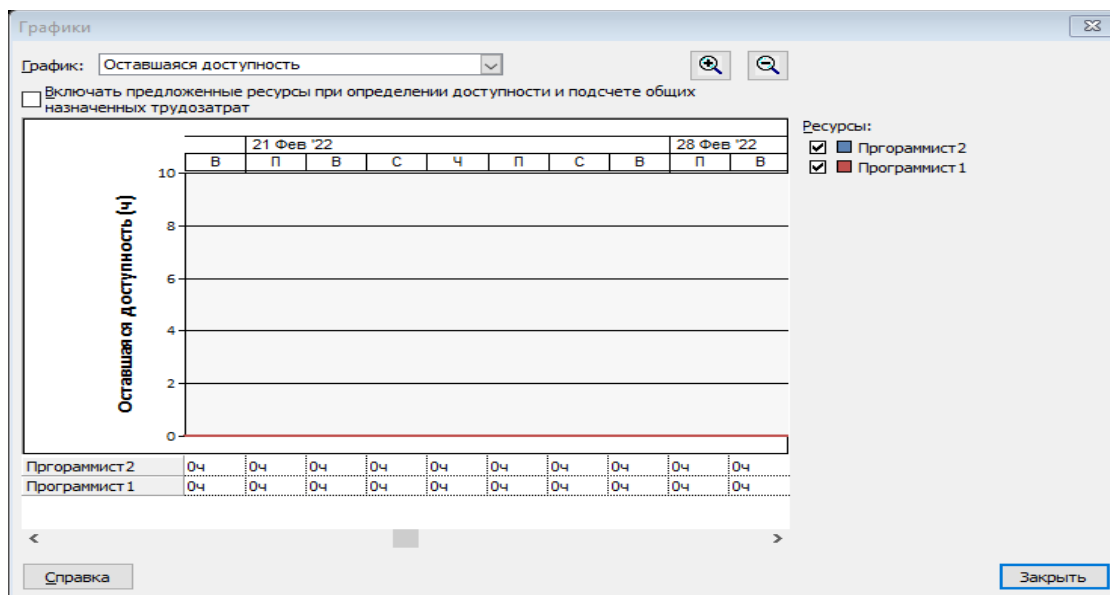 Графики
График: Оставшаяся доступность
Включать предложенные ресурсы при определении доступности и подсчете общих
назначенных трудозатрат
Ресурсы:
Пргораммист2
Программист1
21 Фев '22 28 Фев '22
В П В С Ч П С В П В
Оставшаяся доступность (ч)
10
8
6
4
2
0
Пргораммист2 0ч 0ч 0ч 0ч 0ч 0ч 0ч 0ч 0ч 0ч
Программист1 0ч 0ч 0ч 0ч 0ч 0ч 0ч 0ч 0ч 0ч
Справка Закрыть